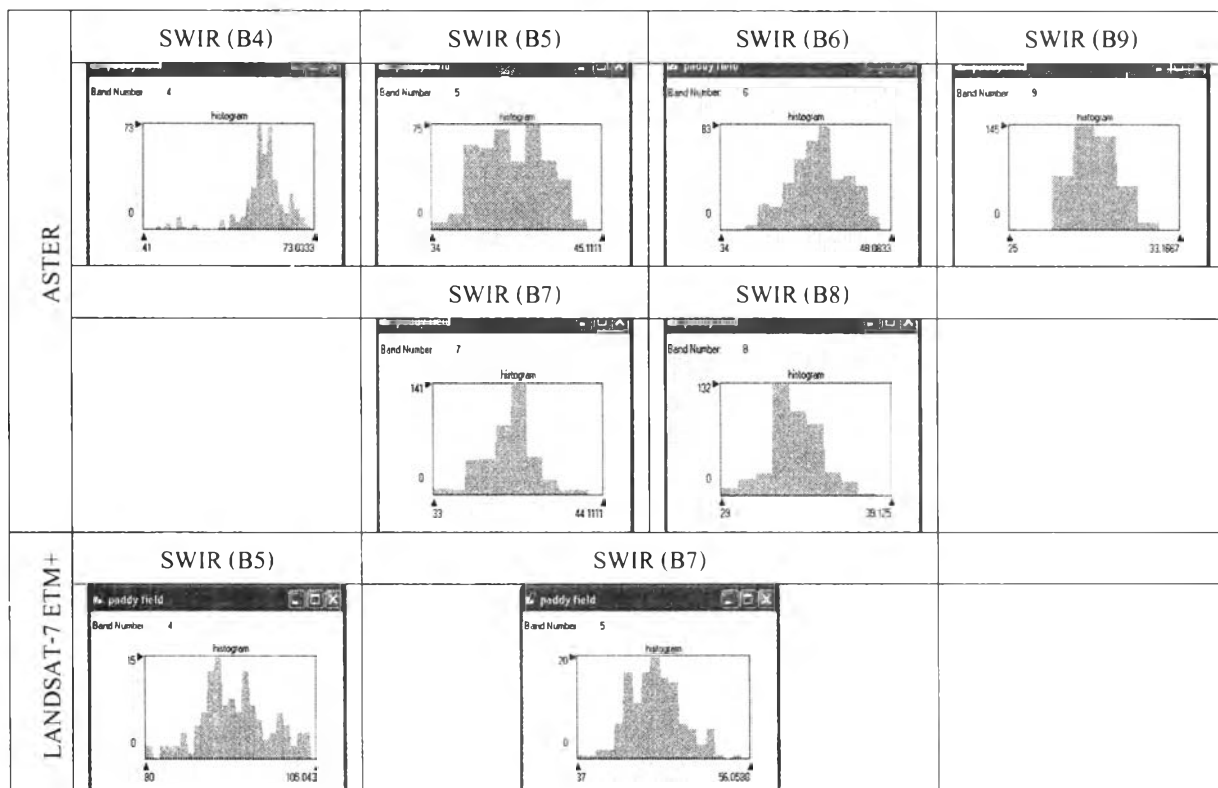 SWIR (B4) SWIR (B5) SWIR (B6) SWIR (B9)
Band Number 4
histogram
73
0
41 73.0333
Band Number 5
histogram
75
0
34 45.1111
paddy field
Band Number 6
histogram
83
0
34 48.0833
Band Number 9
histogram
145
0
25 33.1667
ASTER
SWIR (B7) SWIR (B8)
Band Number 7
histogram
141
0
33 44.1111
Band Number 8
histogram
132
0
29 39.125
LANDSAT-7 ETM+
SWIR (B5) SWIR (B7)
paddy field
Band Number 4
histogram
15
0
80 105.043
paddy field
Band Number 5
histogram
20
0
37